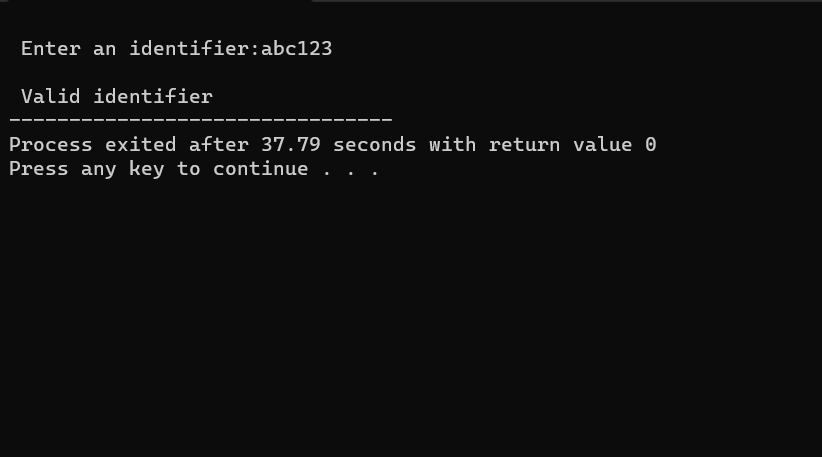 Enter an identifier:abc123
Valid identifier
--------------------------------
Process exited after 37.79 seconds with return value 0
Press any key to continue . . .